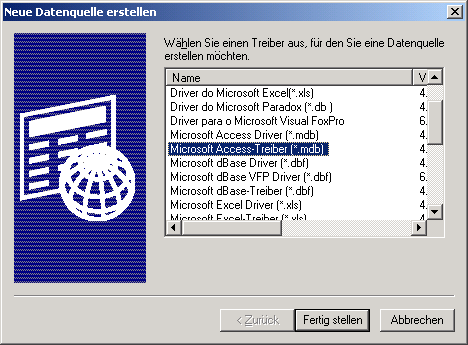 Neue Datenquelle erstellen
Wählen Sie einen Treiber aus, für den Sie eine Datenquelle
erstellen möchten.
Name V
Driver do Microsoft Excel(*.xls) 4.
Driver do Microsoft Paradox (*.db ) 4.
Driver para o Microsoft Visual FoxPro 6.
Microsoft Access Driver (*.mdb) 4.
Microsoft Access-Treiber (*.mdb) 4.
Microsoft dBase Driver (*.dbf) 4.
Microsoft dBase VFP Driver (*.dbf) 6.
Microsoft dBase-Treiber (*.dbf) 4.
Microsoft Excel Driver (*.xls) 4.
Microsoft Excel-Treiber (*.xls) 4.
< Zurück Fertig stellen Abbrechen